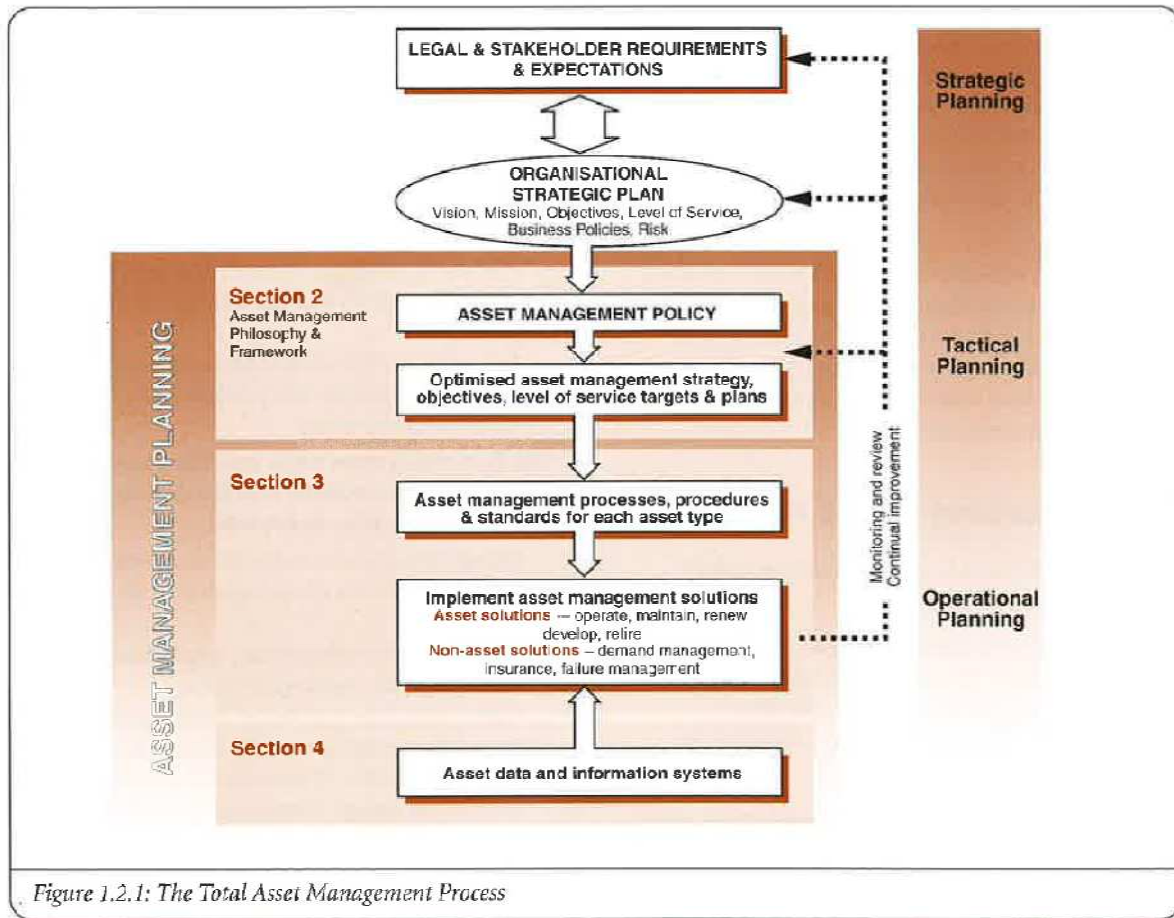 LEGAL & STAKEHOLDER REQUIREMENTS
& EXPECTATIONS
Strategic
Planning
ORGANISATIONAL
STRATEGIC PLAN
Vision, Mission, Objectives, Level of Service,
Business Policies, Risk
ASSET MANAGEMENT PLANNING
Section 2
Asset Management
Philosophy &
Framework
ASSET MANAGEMENT POLICY
Optimised asset management strategy,
objectives, level of service targets & plans
Tactical
Planning
Section 3
Asset management processes, procedures
& standards for each asset type
Implement asset management solutions
Asset solutions — operate, maintain, renew
develop, retire
Non-asset solutions – demand management,
insurance, failure management
Monitoring and review
Continual improvement
Operational
Planning
Section 4
Asset data and information systems
Figure 1.2.1: The Total Asset Management Process